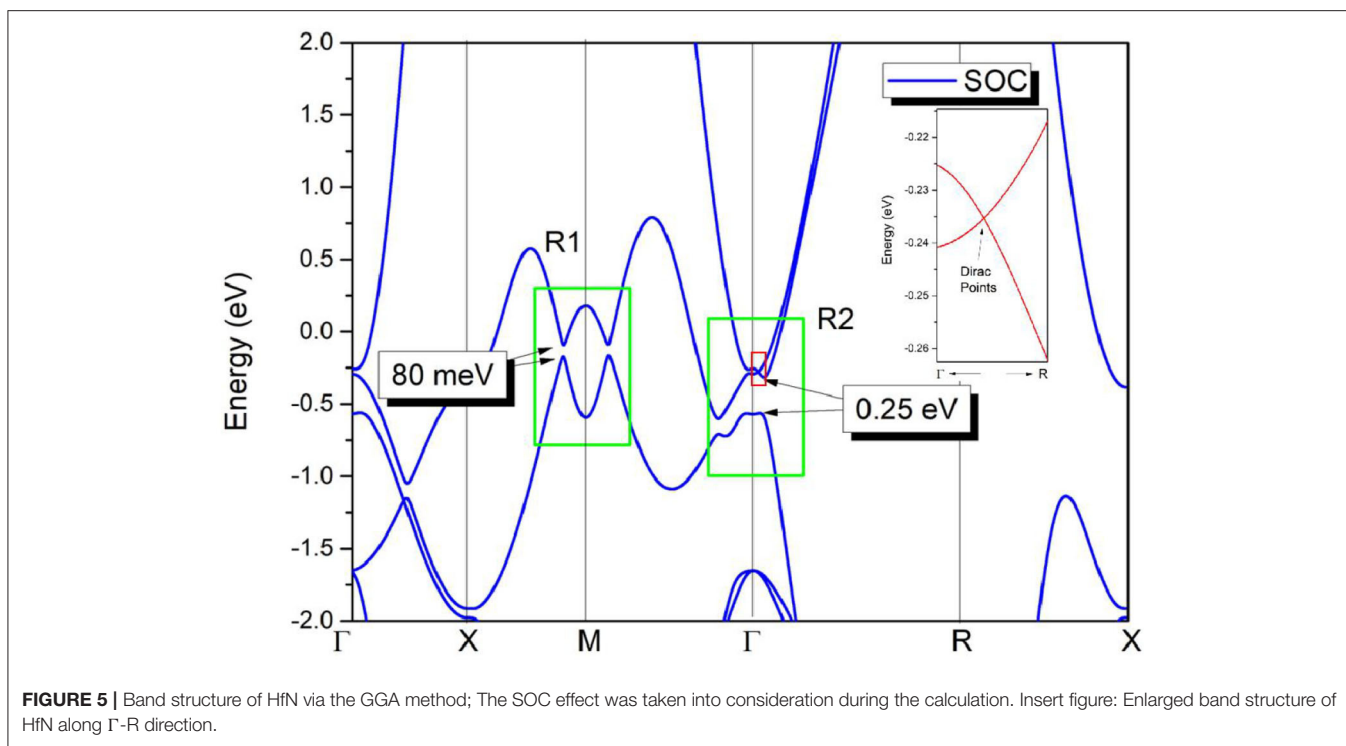 2.0
1.5
1.0
0.5
0.0
-0.5
-1.0
-1.5
-2.0
Energy (eV)
Γ X M Γ R X
R1
R2
80 meV
0.25 eV
SOC
-0.22
-0.23
-0.24
-0.25
-0.26
Energy (eV)
Dirac
Points
Γ R
FIGURE 5 | Band structure of HfN via the GGA method; The SOC effect was taken into consideration during the calculation. Insert figure: Enlarged band structure of
HfN along Γ-R direction.